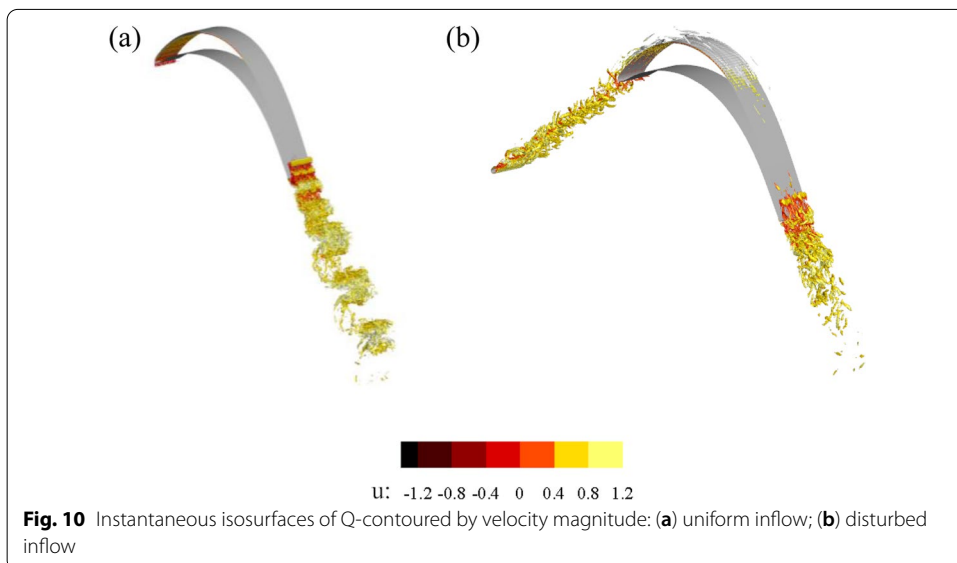 (a)
(b)
u: -1.2 -0.8 -0.4 0 0.4 0.8 1.2
Fig. 10 Instantaneous isosurfaces of Q-contoured by velocity magnitude: (a) uniform inflow; (b) disturbed
inflow